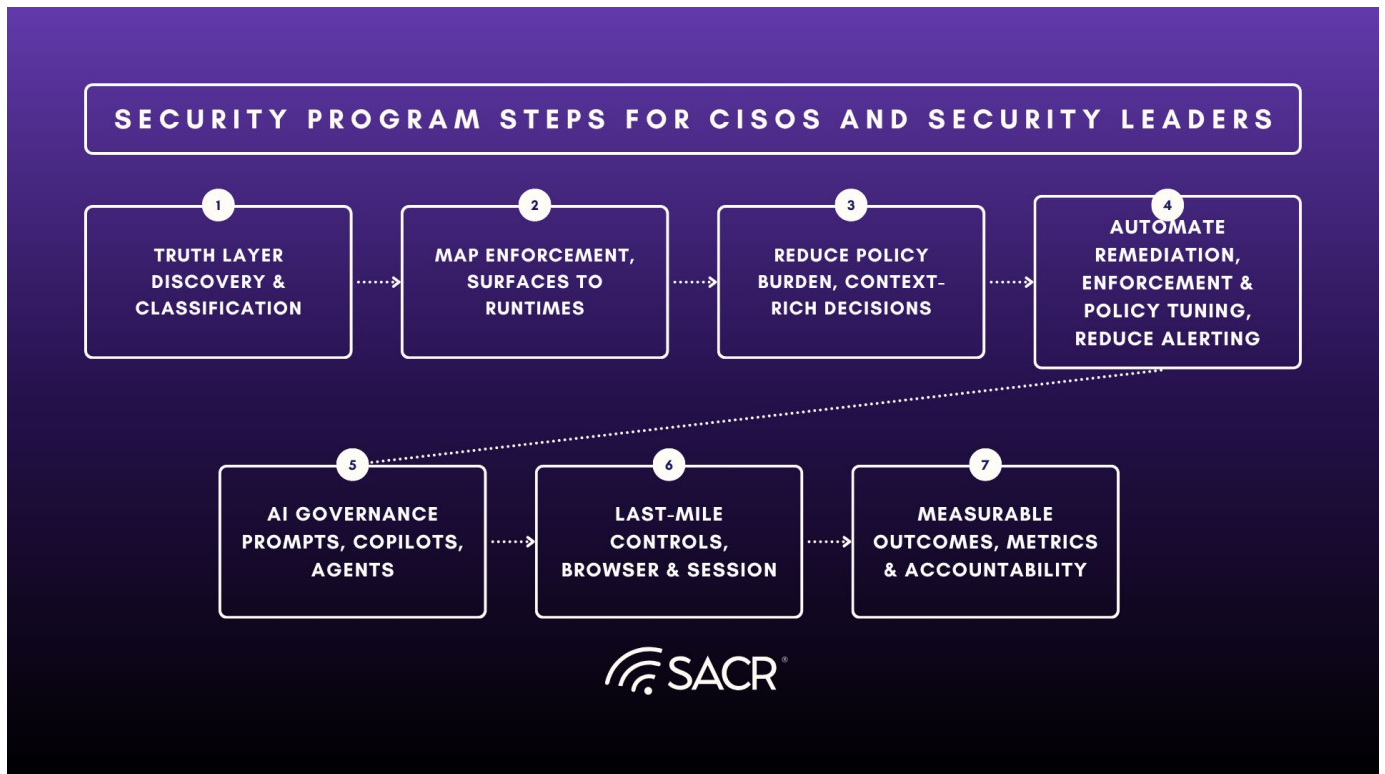 SECURITY PROGRAM STEPS FOR CISOS AND SECURITY LEADERS
1
TRUTH LAYER
DISCOVERY &
CLASSIFICATION
2
MAP ENFORCEMENT,
SURFACES TO
RUNTIMES
3
REDUCE POLICY
BURDEN, CONTEXT-
RICH DECISIONS
4
AUTOMATE
REMEDIATION,
ENFORCEMENT &
POLICY TUNING,
REDUCE ALERTING
5
AI GOVERNANCE
PROMPTS, COPILOTS,
AGENTS
6
LAST-MILE
CONTROLS,
BROWSER & SESSION
7
MEASURABLE
OUTCOMES, METRICS
& ACCOUNTABILITY
SACR®